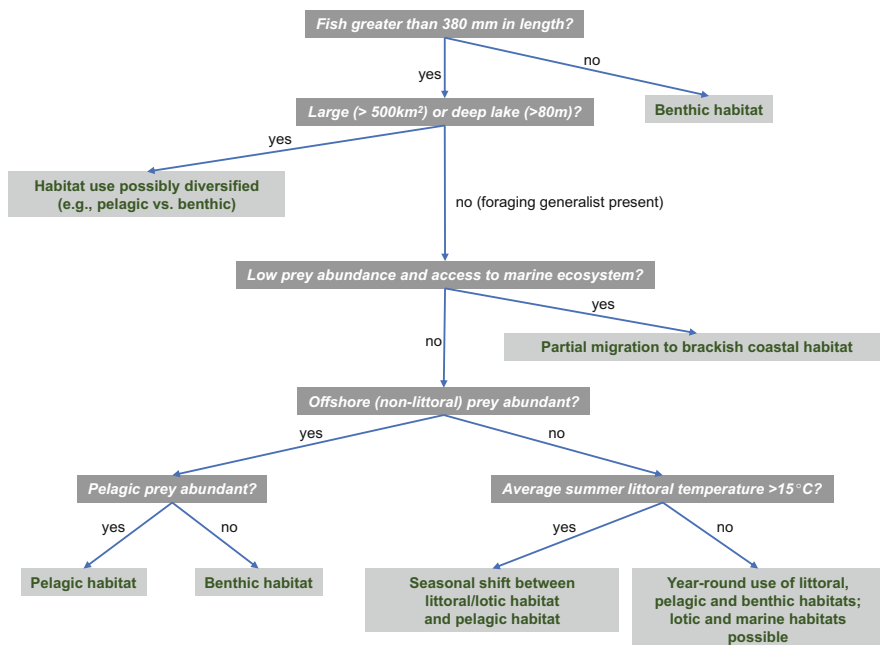 Fish greater than 380 mm in length?
yes
no
Large (> 500km²) or deep lake (>80m)?
Benthic habitat
yes
no (foraging generalist present)
Habitat use possibly diversified
(e.g., pelagic vs. benthic)
Low prey abundance and access to marine ecosystem?
yes
no
Partial migration to brackish coastal habitat
Offshore (non-littoral) prey abundant?
yes
no
Pelagic prey abundant?
Average summer littoral temperature >15°C?
yes
no
yes
no
Pelagic habitat
Benthic habitat
Seasonal shift between
littoral/lotic habitat
and pelagic habitat
Year-round use of littoral,
pelagic and benthic habitats;
lotic and marine habitats
possible